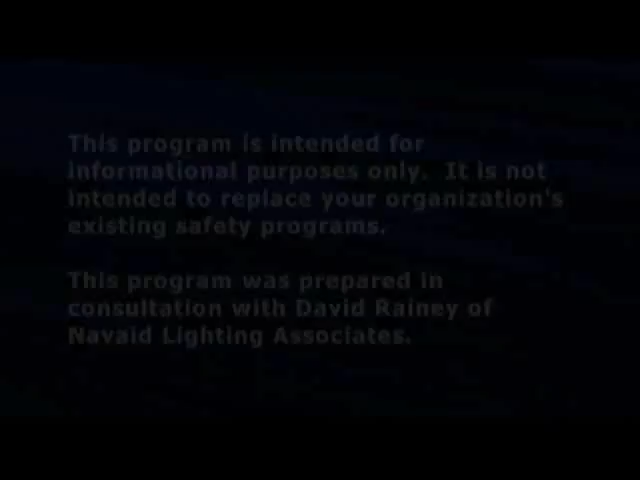 This program is intended for
informational purposes only.  It is not
intended to replace your organization's
existing safety programs.
This program was prepared in
consultation with David Rainey of
Navaid Lighting Associates.